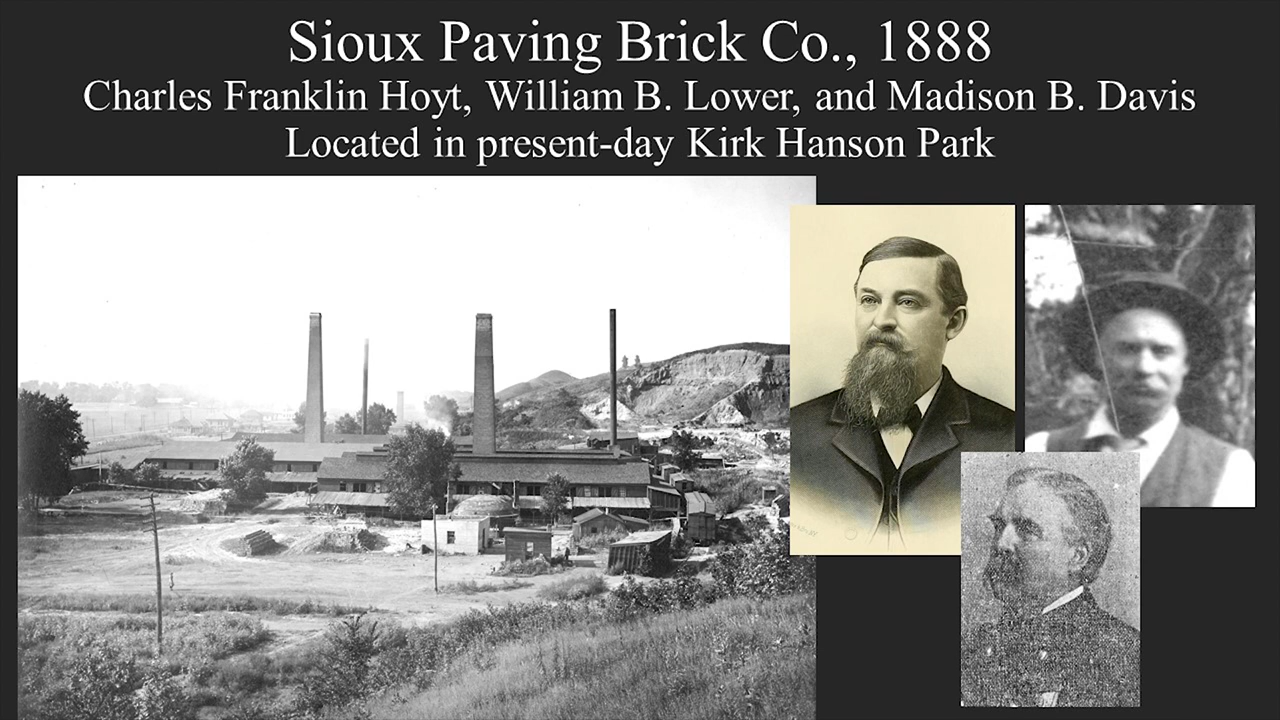 Sioux Paving Brick Co., 1888
Charles Franklin Hoyt, William B. Lower, and Madison B. Davis
Located in present-day Kirk Hanson Park